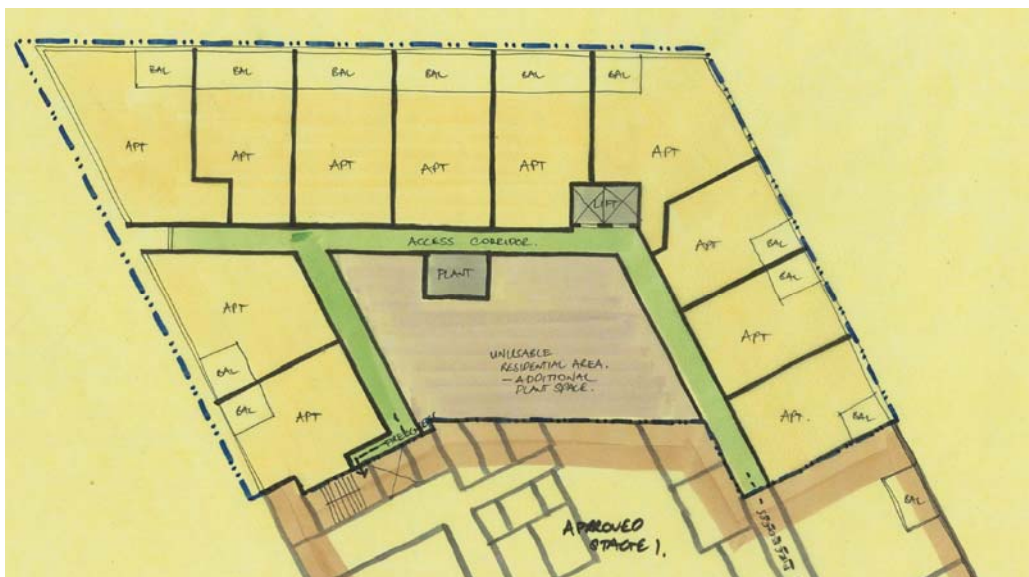 BAL
BAL
BAL
BAL
BAL
BAL
APT
APT
APT
APT
APT
APT
LIFT
ACCESS CORRIDOR.
APT
BAL
PLANT
BAL
APT
UNUSABLE
RESIDENTIAL AREA.
- ADDITIONAL
PLANT SPACE.
APT
BAL
BAL
APT
APT.
BAL
BAL
APPROVED
STAGE 1.